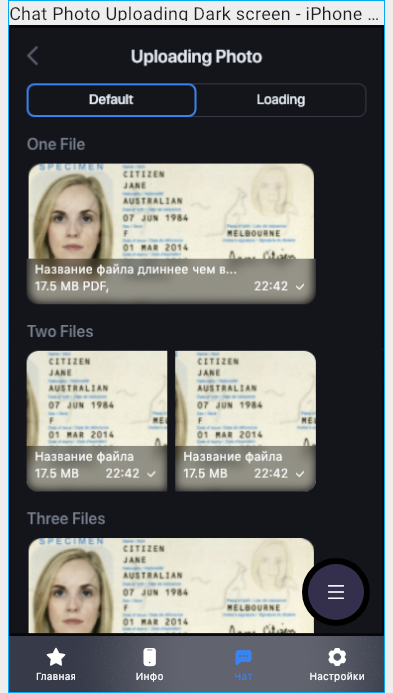 Chat Photo Uploading Dark screen - iPhone ...
Uploading Photo
Default
Loading
One File
SPECIMEN
CITIZEN
JANE
AUSTRALIAN
07 JUN 1984
F
MELBOURNE
Название файла длиннее чем в...
17.5 MB PDF,
22:42
Two Files
CITIZEN
JANE
AUSTRALIAN
07 JUN 1984
F
01 MAR 2014
Название файла
17.5 MB
22:42
CITIZEN
JANE
AUSTRALIAN
07 JUN 1984
F
01 MAR 2014
Название файла
17.5 MB
22:42
Three Files
CITIZEN
JANE
AUSTRALIAN
07 JUN 1984
F
MELBOURNE
01 MAR 2014
Главная
Инфо
Чат
Настройки